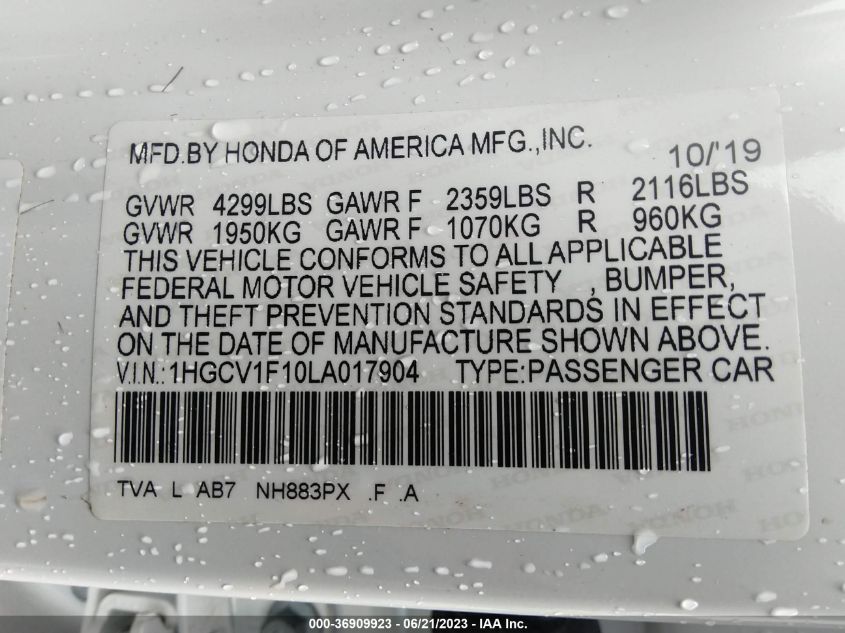 MFD.BY HONDA OF AMERICA MFG.,INC. 10/'19
GVWR 4299LBS GAWR F 2359LBS R 2116LBS
GVWR 1950KG GAWR F 1070KG R 960KG
THIS VEHICLE CONFORMS TO ALL APPLICABLE
FEDERAL MOTOR VEHICLE SAFETY , BUMPER,
AND THEFT PREVENTION STANDARDS IN EFFECT
ON THE DATE OF MANUFACTURE SHOWN ABOVE.
V.I.N.: 1HGCV1F10LA017904 TYPE:PASSENGER CAR
TVA L AB7 NH883PX .F .A
000-36909923 - 06/21/2023 - IAA Inc.